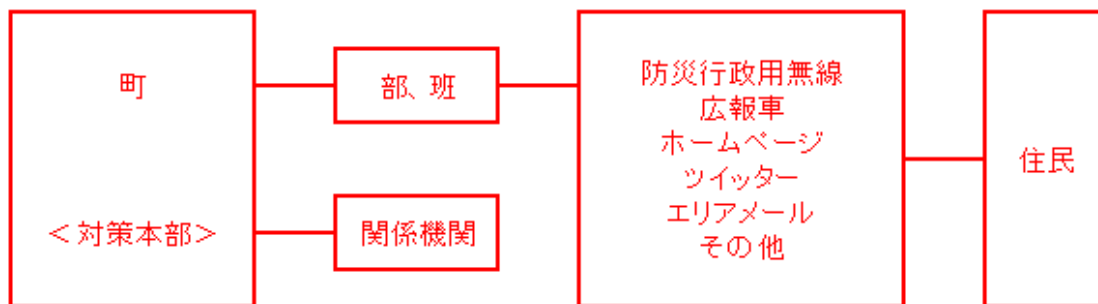 町
<対策本部>
部、班
関係機関
防災行政用無線
広報車
ホームページ
ツイッター
エリアメール
その他
住民